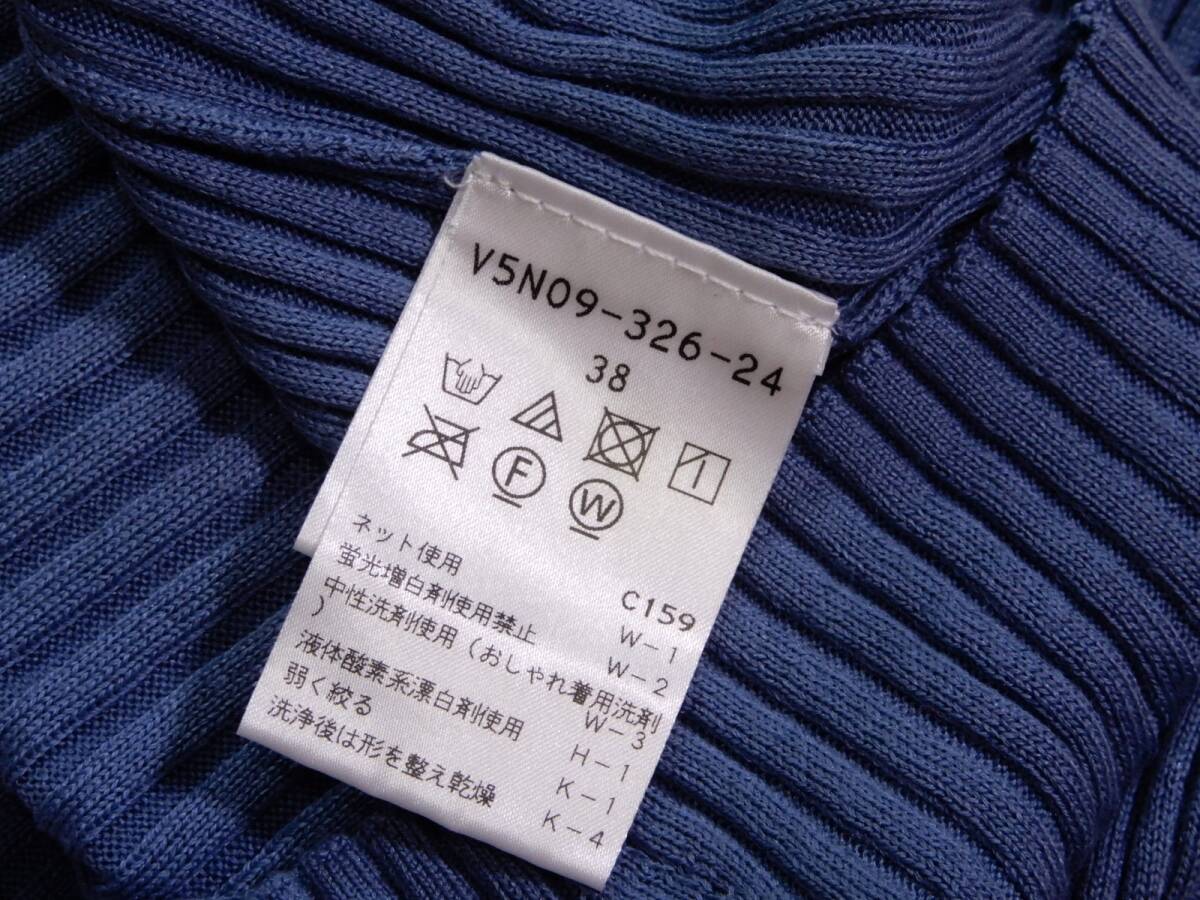 V5N09-326-24
38
F
W
C159
ネット使用 W-1
蛍光増白剤使用禁止 W-2
中性洗剤使用（おしゃれ着用洗剤
） W-3
液体酸素系漂白剤使用 H-1
弱く絞る K-1
洗浄後は形を整え乾燥 K-4